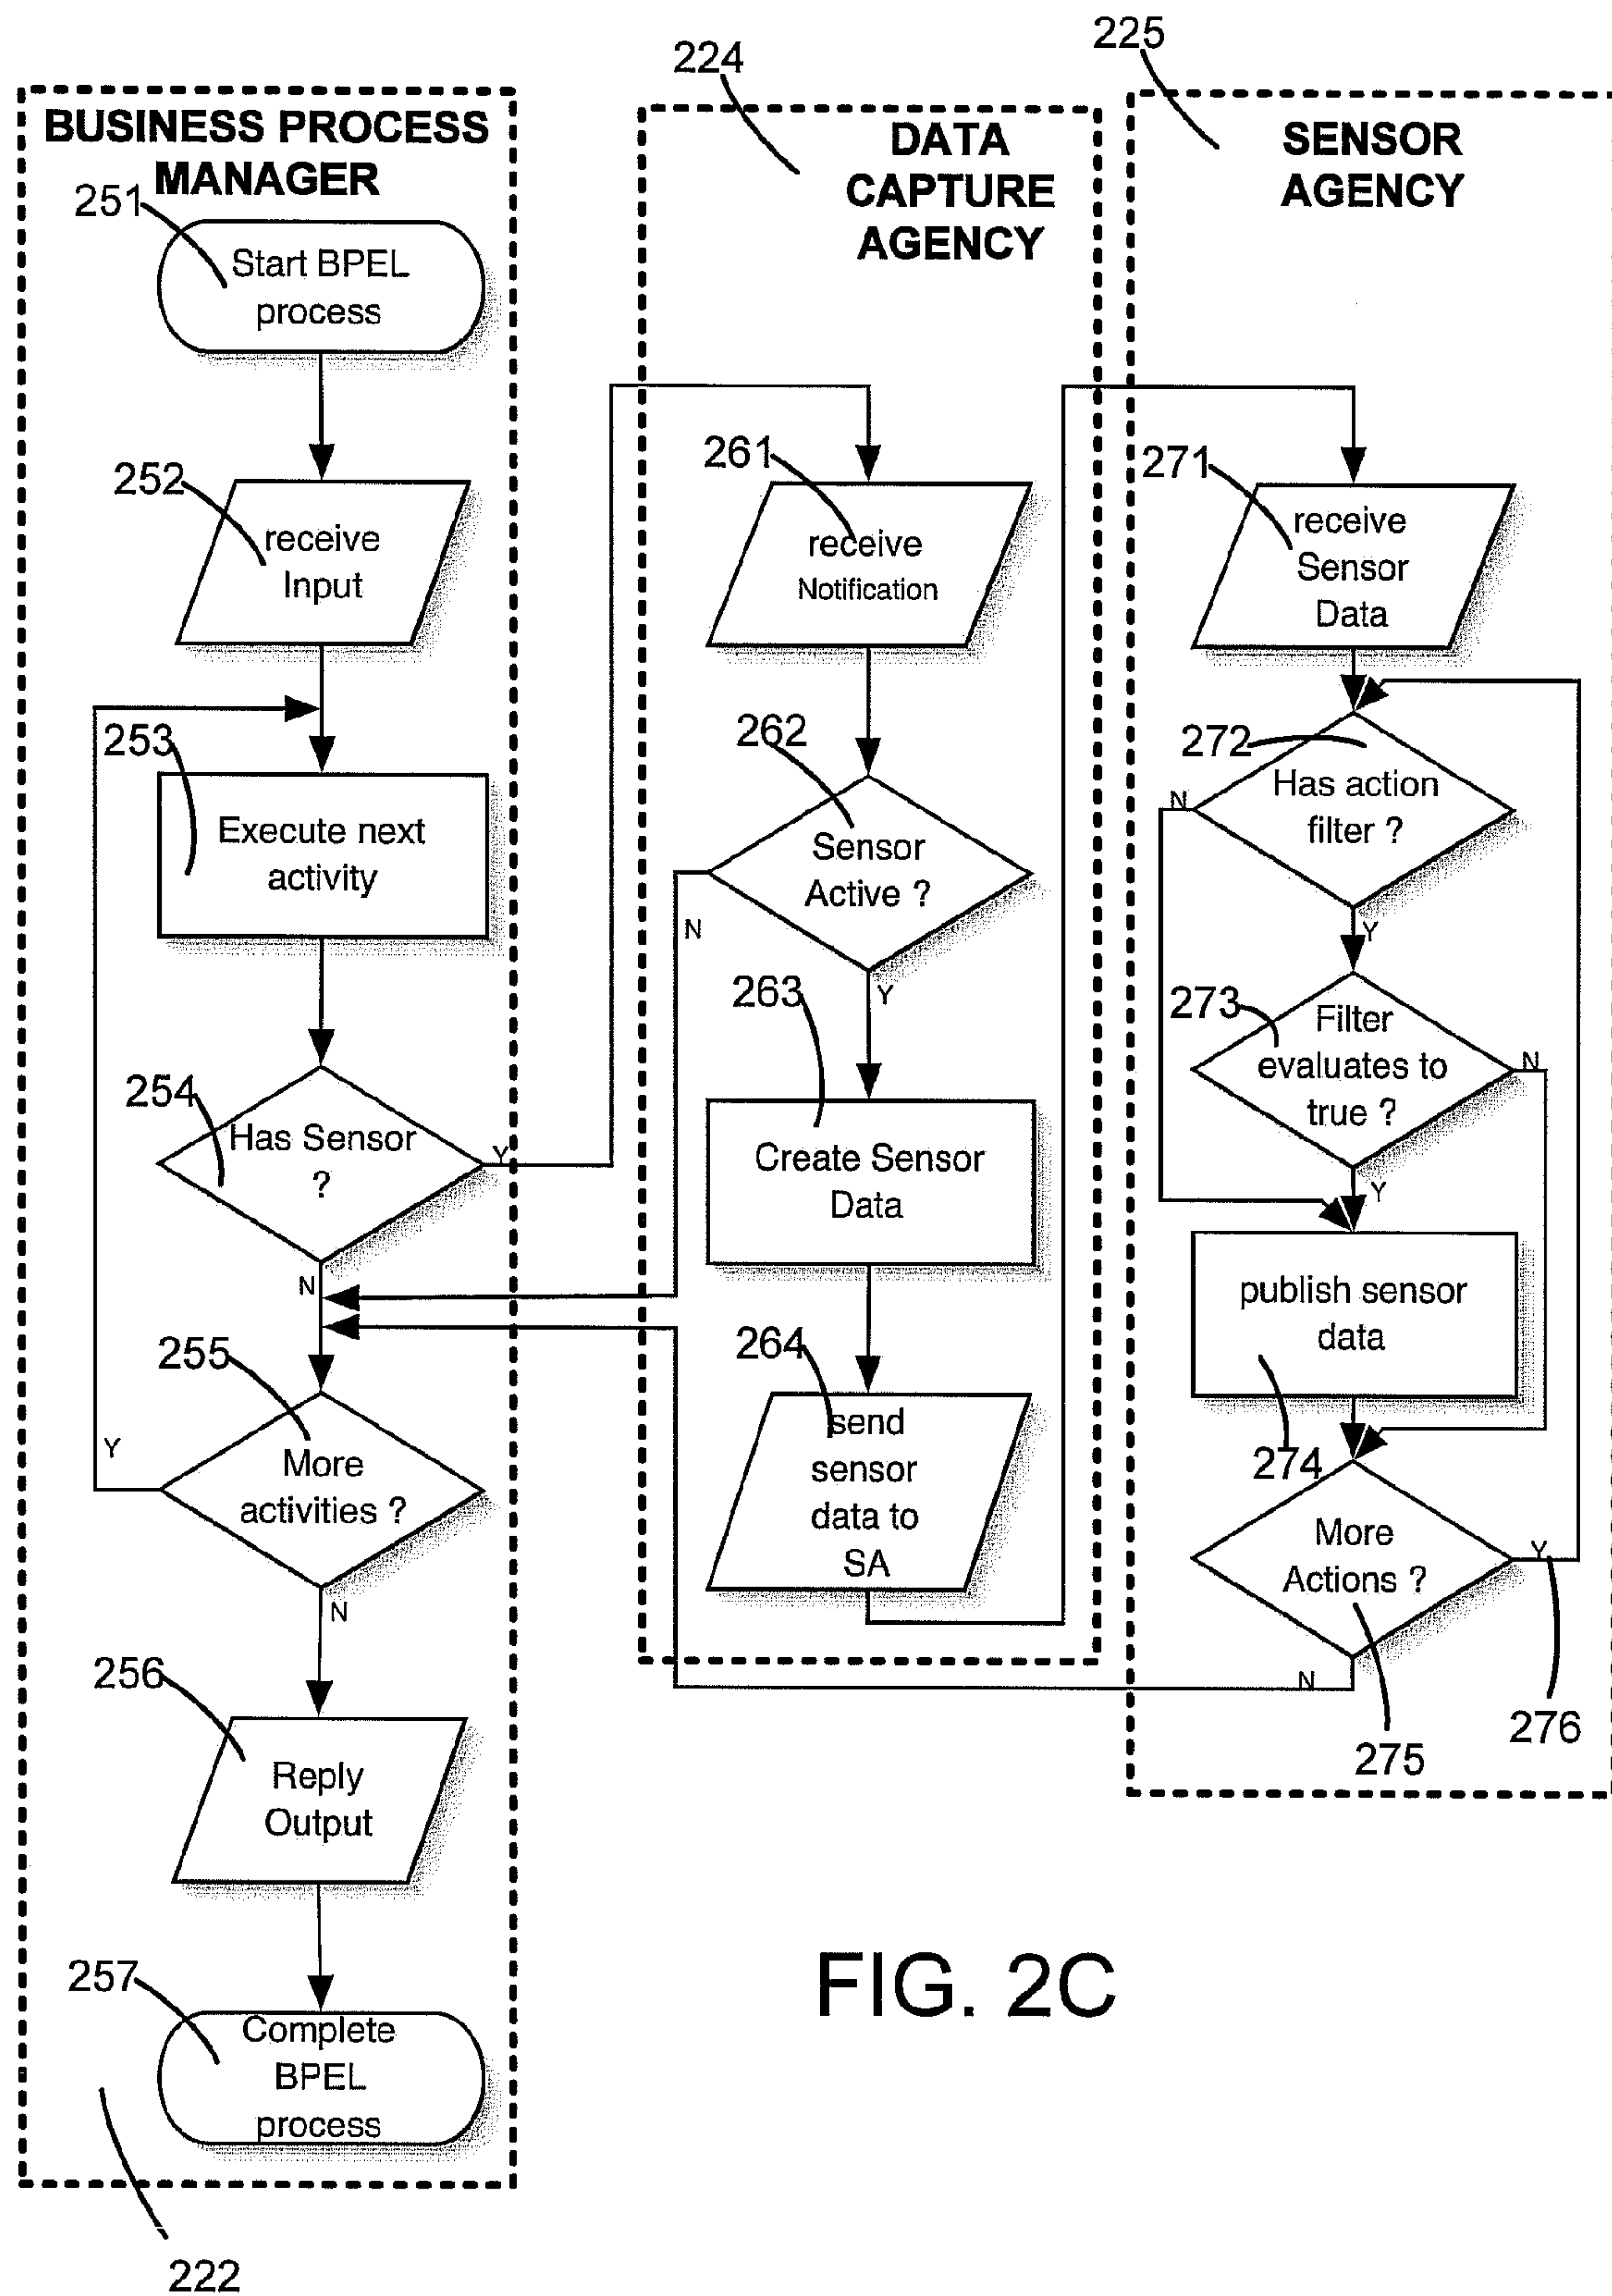 224
225
BUSINESS PROCESS
MANAGER
251
Start BPEL
process
252
receive
Input
253
Execute next
activity
254
Has Sensor
?
Y
N
255
More
activities ?
Y
N
256
Reply
Output
257
Complete
BPEL
process
222
DATA
CAPTURE
AGENCY
261
receive
Notification
262
Sensor
Active ?
N
Y
263
Create Sensor
Data
264
send
sensor
data to
SA
SENSOR
AGENCY
271
receive
Sensor
Data
272
Has action
filter ?
N
Y
273
Filter
evaluates to
true ?
N
Y
publish sensor
data
274
More
Actions ?
Y
N
275
276
FIG. 2C